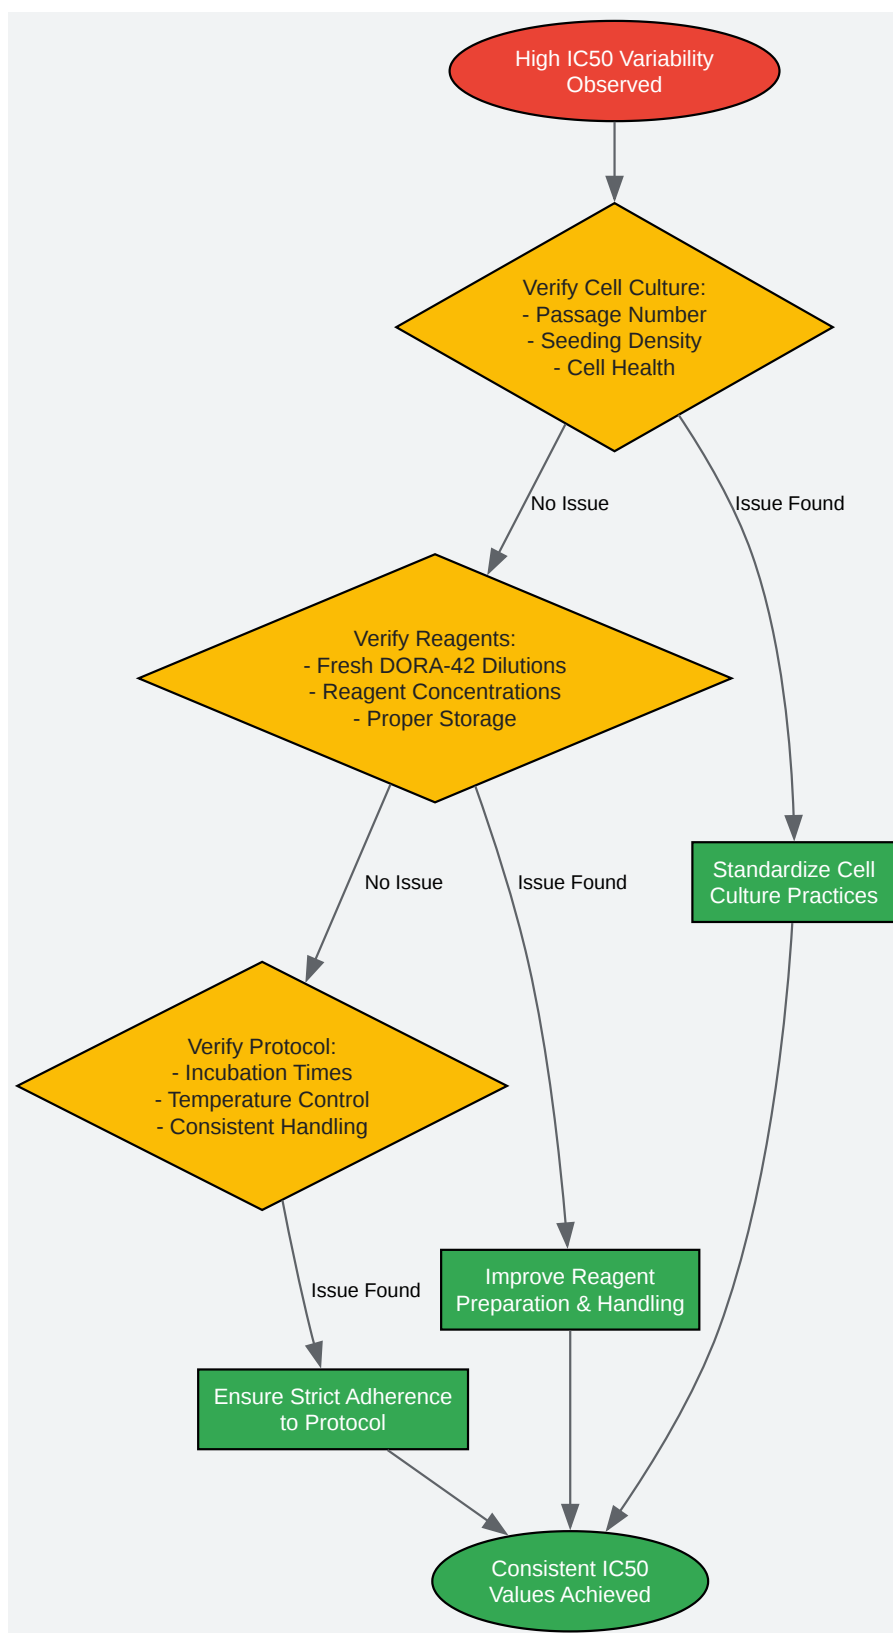 High IC50 Variability
Observed
Verify Cell Culture:
- Passage Number
- Seeding Density
- Cell Health
No Issue
Issue Found
Verify Reagents:
- Fresh DORA-42 Dilutions
- Reagent Concentrations
- Proper Storage
No Issue
Issue Found
Standardize Cell
Culture Practices
Verify Protocol:
- Incubation Times
- Temperature Control
- Consistent Handling
Issue Found
Improve Reagent
Preparation & Handling
Ensure Strict Adherence
to Protocol
Consistent IC50
Values Achieved